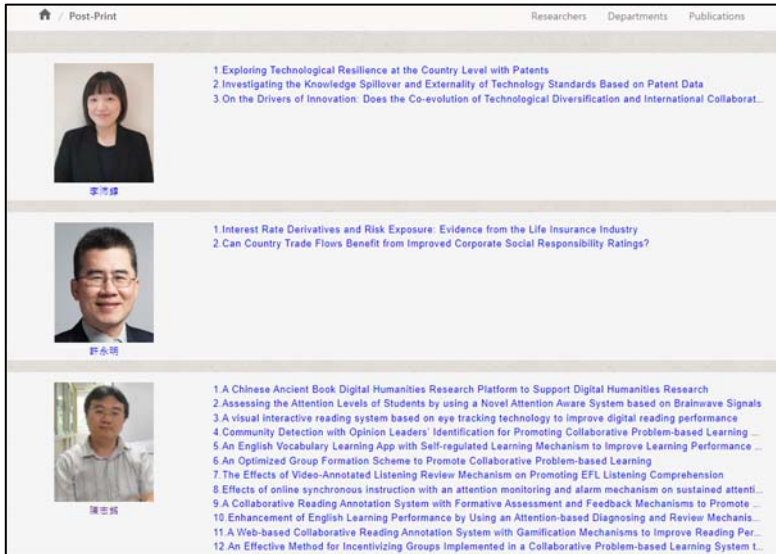 / Post-Print
Researchers Departments Publications
1.Exploring Technological Resilience at the Country Level with Patents
2.Investigating the Knowledge Spillover and Externality of Technology Standards Based on Patent Data
3.On the Drivers of Innovation: Does the Co-evolution of Technological Diversification and International Collaborat...
1.Interest Rate Derivatives and Risk Exposure: Evidence from the Life Insurance Industry
2.Can Country Trade Flows Benefit from Improved Corporate Social Responsibility Ratings?
許永明
1.A Chinese Ancient Book Digital Humanities Research Platform to Support Digital Humanities Research
2.Assessing the Attention Levels of Students by using a Novel Attention Aware System based on Brainwave Signals
3.A visual interactive reading system based on eye tracking technology to improve digital reading performance
4.Community Detection with Opinion Leaders' Identification for Promoting Collaborative Problem-based Learning ...
5.An English Vocabulary Learning App with Self-regulated Learning Mechanism to Improve Learning Performance ...
6.An Optimized Group Formation Scheme to Promote Collaborative Problem-based Learning
7.The Effects of Video-Annotated Listening Review Mechanism on Promoting EFL Listening Comprehension
8.Effects of online synchronous instruction with an attention monitoring and alarm mechanism on sustained attenti...
9.A Collaborative Reading Annotation System with Formative Assessment and Feedback Mechanisms to Promote ...
10.Enhancement of English Learning Performance by Using an Attention-based Diagnosing and Review Mechanis...
11.A Web-based Collaborative Reading Annotation System with Gamification Mechanisms to Improve Reading Per...
12.An Effective Method for Incentivizing Groups Implemented in a Collaborative Problem-based Learning System t...
陳志銘